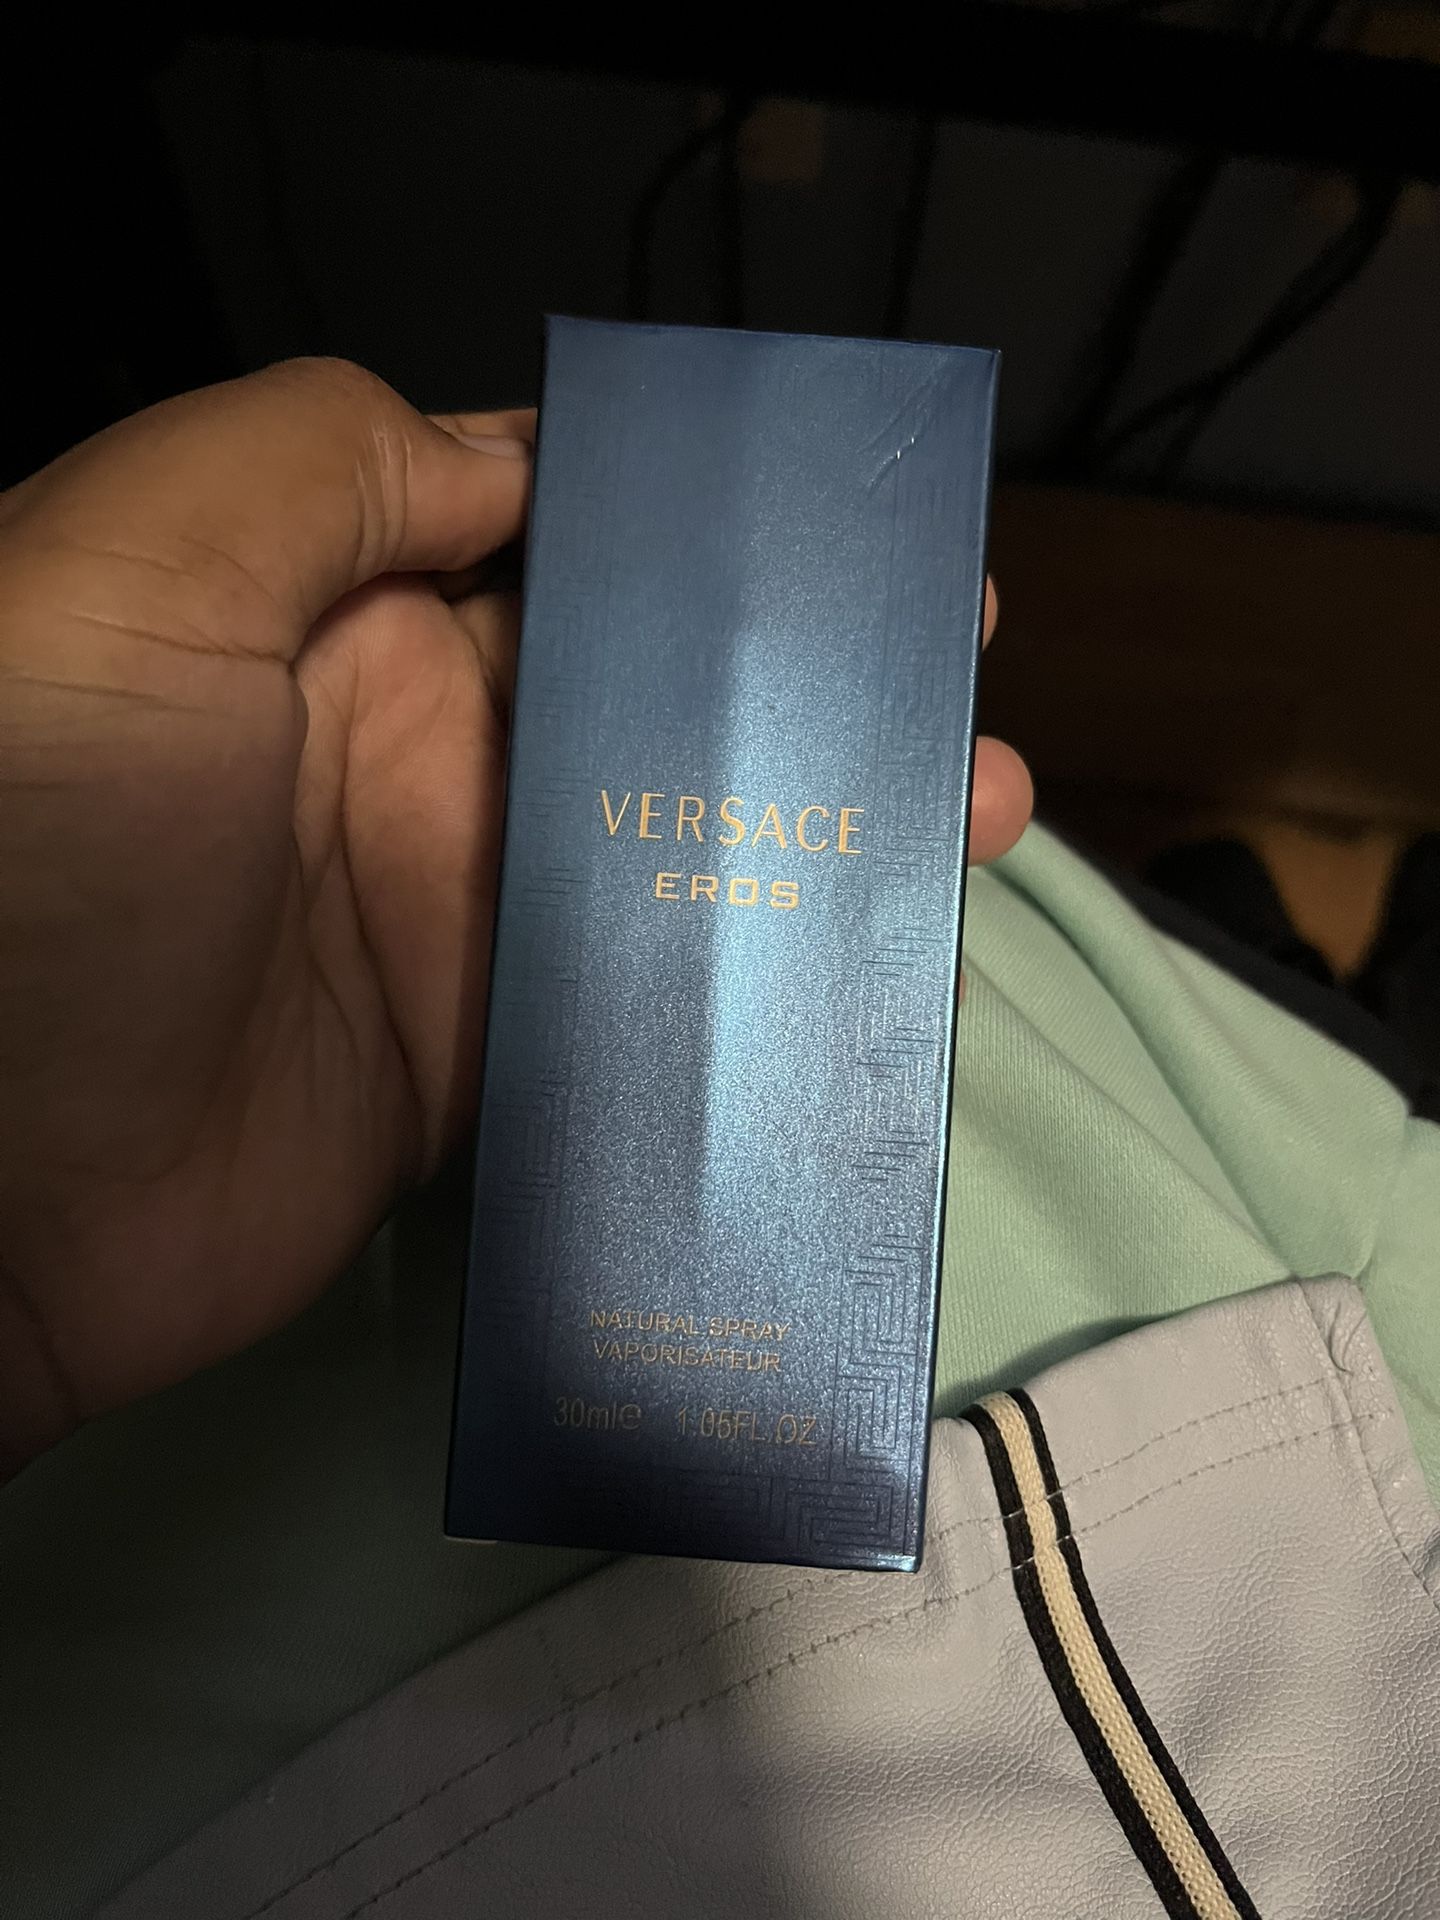 VERSACE
EROS
NATURAL SPRAY
VAPORISATEUR
30ml℮ 1.05FL.OZ